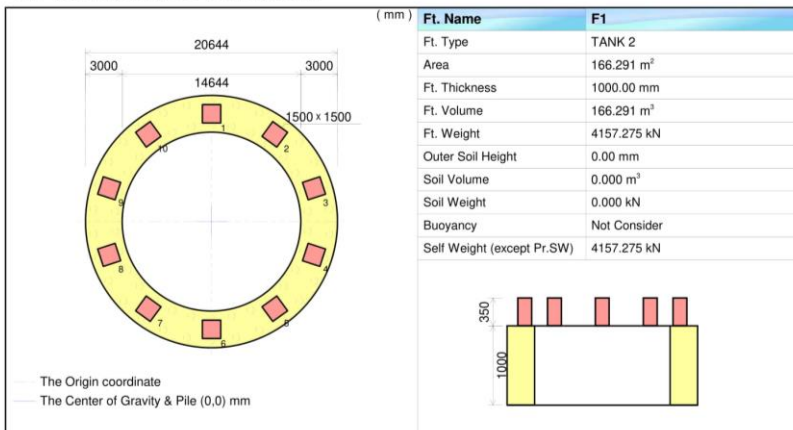 ( mm )
20644
3000
14644
3000
1500 x 1500
1
2
3
4
5
6
7
8
9
10
The Origin coordinate
The Center of Gravity & Pile (0,0) mm
Ft. Name F1
Ft. Type TANK 2
Area 166.291 m²
Ft. Thickness 1000.00 mm
Ft. Volume 166.291 m³
Ft. Weight 4157.275 kN
Outer Soil Height 0.00 mm
Soil Volume 0.000 m³
Soil Weight 0.000 kN
Buoyancy Not Consider
Self Weight (except Pr.SW) 4157.275 kN
350
1000